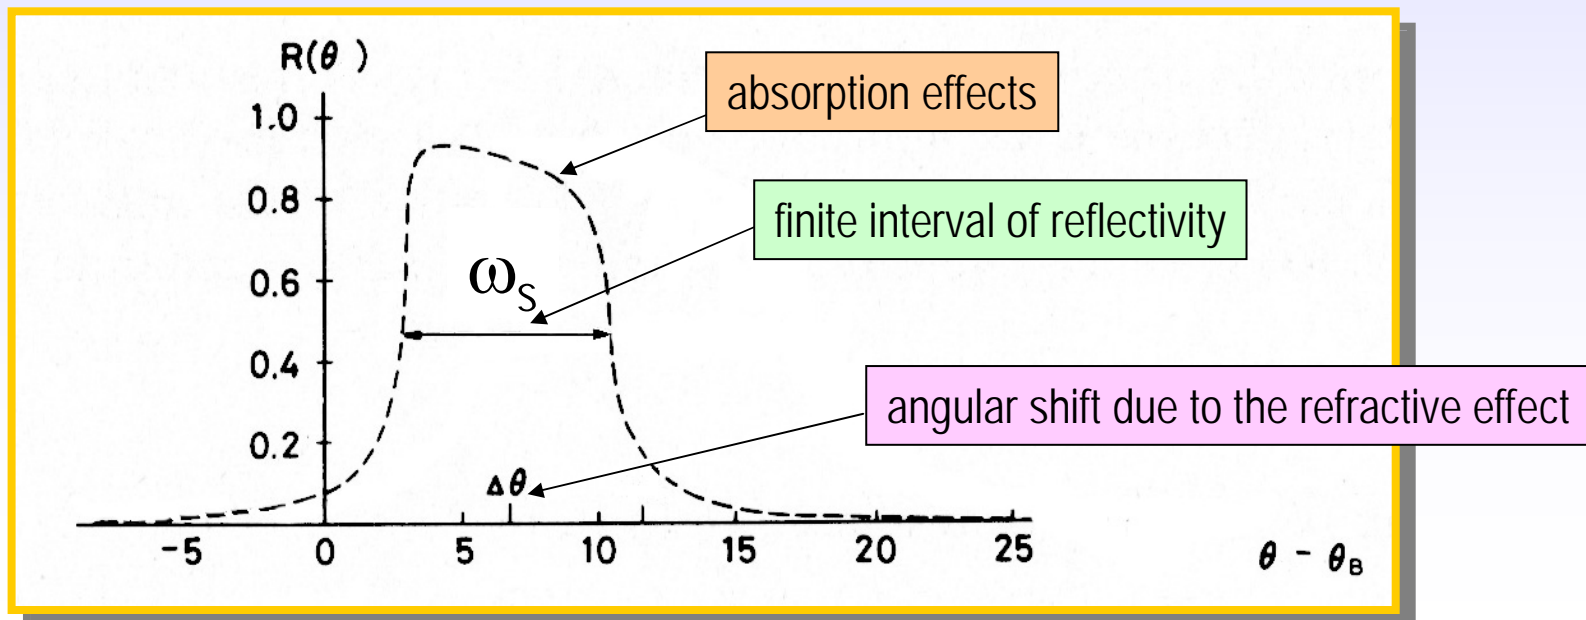 R(θ )
absorption effects
1.0
0.8
finite interval of reflectivity
0.6
ωS
0.4
angular shift due to the refractive effect
0.2
Δθ
-5 0 5 10 15 20 25 θ - θB